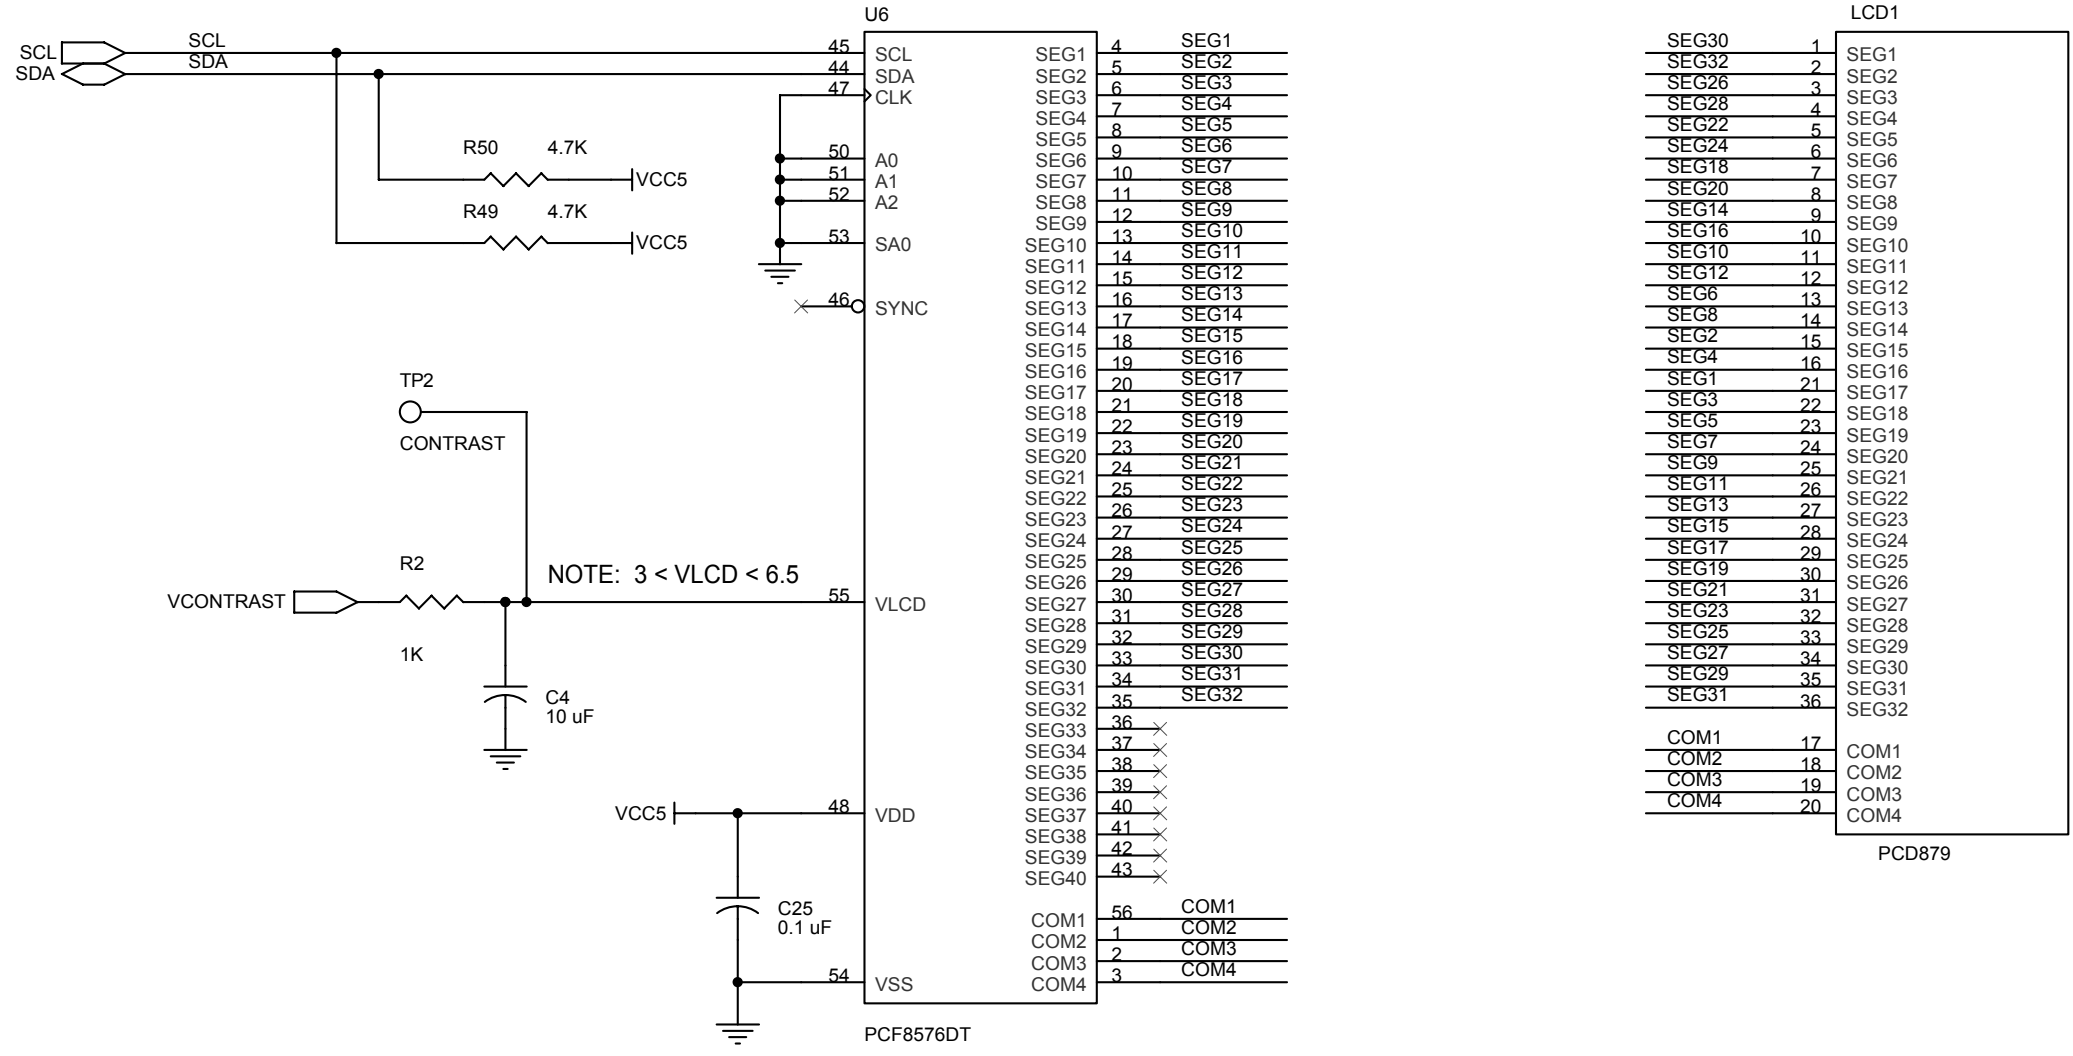 U6
LCD1
SCL SCL 45 SCL SEG1 4 SEG1 SEG30 1 SEG1
SDA SDA 44 SDA SEG2 5 SEG2 SEG32 2 SEG2
47 CLK SEG3 6 SEG3 SEG26 3 SEG3
SEG4 7 SEG4 SEG28 4 SEG4
SEG5 8 SEG5 SEG22 5 SEG5
R50 4.7K 50 A0 SEG6 9 SEG6 SEG24 6 SEG6
VCC5 51 A1 SEG7 10 SEG7 SEG18 7 SEG7
52 A2 SEG8 11 SEG8 SEG20 8 SEG8
R49 4.7K SEG9 12 SEG9 SEG14 9 SEG9
VCC5 53 SA0 SEG10 13 SEG10 SEG16 10 SEG10
SEG11 14 SEG11 SEG10 11 SEG11
SEG12 15 SEG12 SEG12 12 SEG12
46 SYNC SEG13 16 SEG13 SEG6 13 SEG13
SEG14 17 SEG14 SEG8 14 SEG14
SEG15 18 SEG15 SEG2 15 SEG15
SEG16 19 SEG16 SEG4 16 SEG16
TP2 SEG17 20 SEG17 SEG1 21 SEG17
SEG18 21 SEG18 SEG3 22 SEG18
CONTRAST SEG19 22 SEG19 SEG5 23 SEG19
SEG20 23 SEG20 SEG7 24 SEG20
SEG21 24 SEG21 SEG9 25 SEG21
SEG22 25 SEG22 SEG11 26 SEG22
SEG23 26 SEG23 SEG13 27 SEG23
SEG24 27 SEG24 SEG15 28 SEG24
R2 SEG25 28 SEG25 SEG17 29 SEG25
NOTE: 3 < VLCD < 6.5 SEG26 29 SEG26 SEG19 30 SEG26
VCONTRAST 55 VLCD SEG27 30 SEG27 SEG21 31 SEG27
SEG28 31 SEG28 SEG23 32 SEG28
1K SEG29 32 SEG29 SEG25 33 SEG29
SEG30 33 SEG30 SEG27 34 SEG30
C4 SEG31 34 SEG31 SEG29 35 SEG31
10 uF SEG32 35 SEG32 SEG31 36 SEG32
SEG33 36
SEG34 37 COM1 17 COM1
SEG35 38 COM2 18 COM2
SEG36 39 COM3 19 COM3
VCC5 48 VDD SEG37 40 COM4 20 COM4
SEG38 41
SEG39 42 PCD879
SEG40 43
C25 COM1 56 COM1
0.1 uF COM2 1 COM2
COM3 2 COM3
54 VSS COM4 3 COM4
PCF8576DT